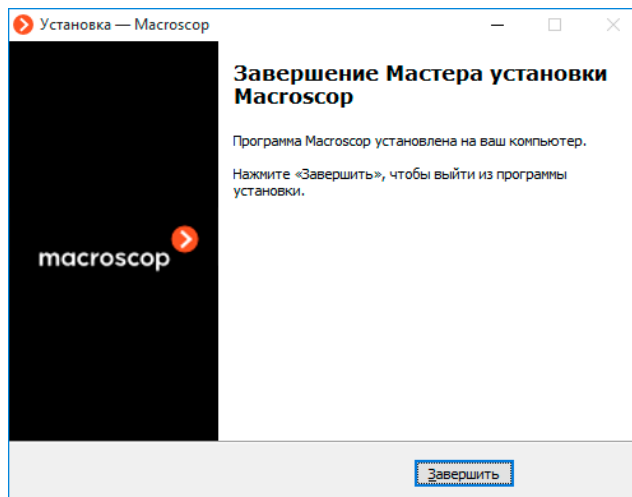 Установка — Macroscop
Завершение Мастера установки
Macroscop
Программа Macroscop установлена на ваш компьютер.
Нажмите «Завершить», чтобы выйти из программы
установки.
macroscop
Завершить